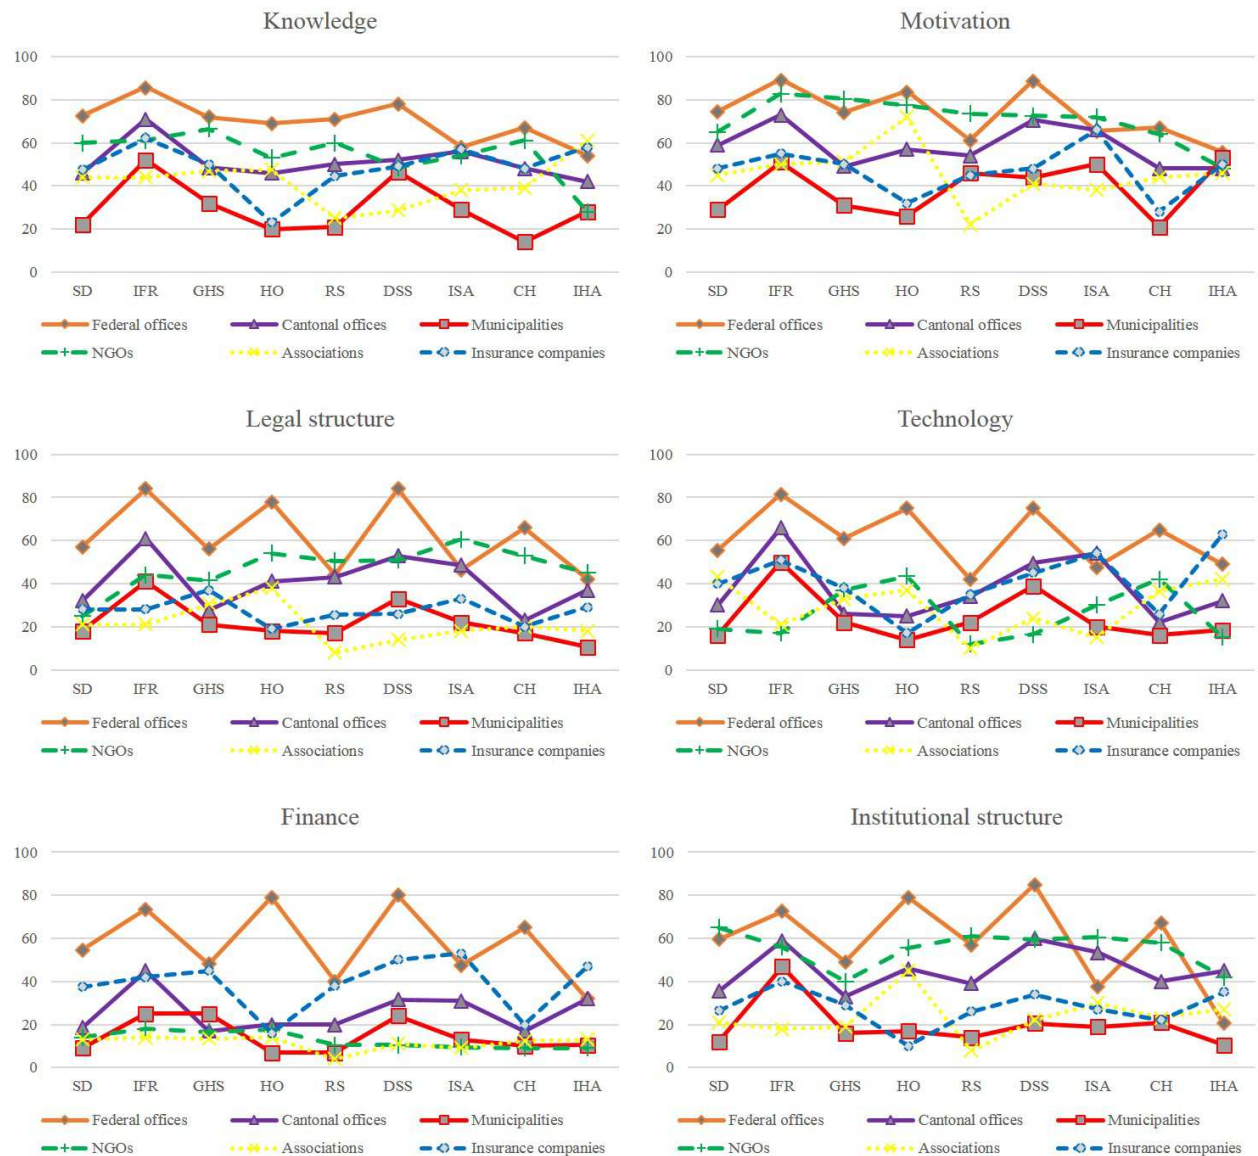 Knowledge
100
80
60
40
20
0
SD IFR GHS HO RS DSS ISA CH IHA
Federal offices Cantonal offices Municipalities
NGOs Associations Insurance companies
Motivation
100
80
60
40
20
0
SD IFR GHS HO RS DSS ISA CH IHA
Federal offices Cantonal offices Municipalities
NGOs Associations Insurance companies
Legal structure
100
80
60
40
20
0
SD IFR GHS HO RS DSS ISA CH IHA
Federal offices Cantonal offices Municipalities
NGOs Associations Insurance companies
Technology
100
80
60
40
20
0
SD IFR GHS HO RS DSS ISA CH IHA
Federal offices Cantonal offices Municipalities
NGOs Associations Insurance companies
Finance
100
80
60
40
20
0
SD IFR GHS HO RS DSS ISA CH IHA
Federal offices Cantonal offices Municipalities
NGOs Associations Insurance companies
Institutional structure
100
80
60
40
20
0
SD IFR GHS HO RS DSS ISA CH IHA
Federal offices Cantonal offices Municipalities
NGOs Associations Insurance companies